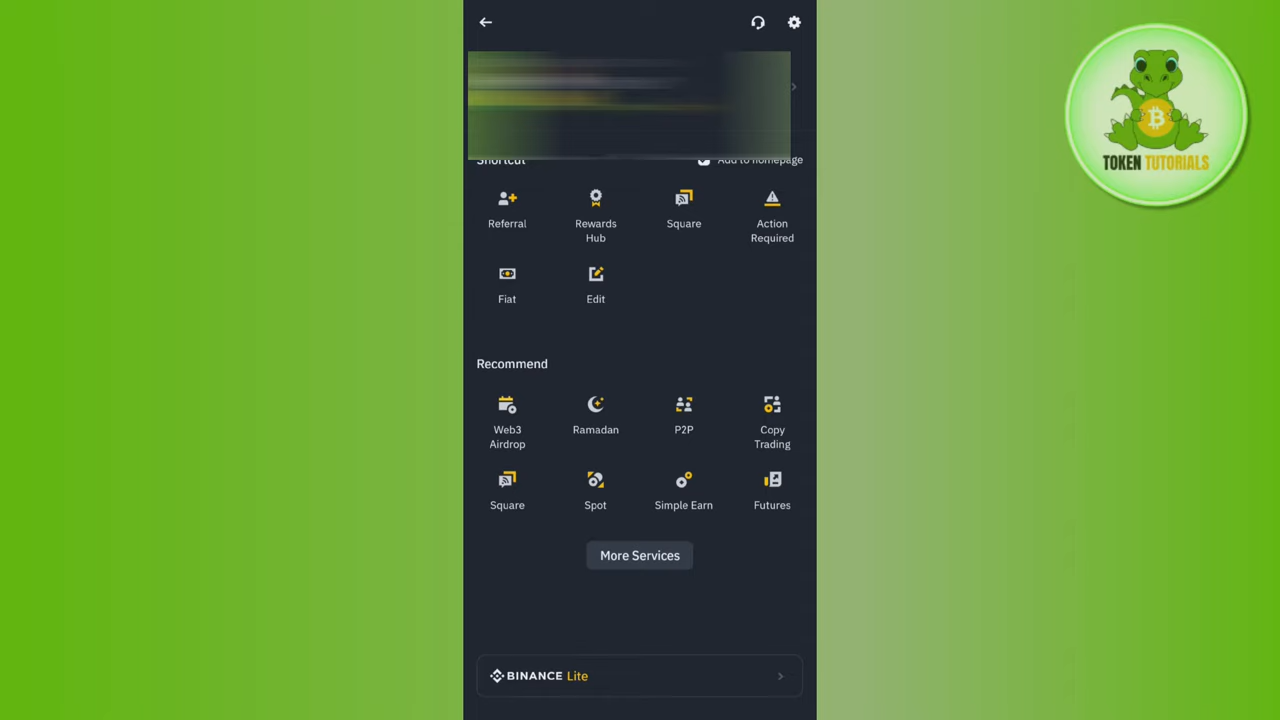 TOKEN TUTORIALS
Shortcut
Add to homepage
Referral
Rewards
Hub
Square
Action
Required
Fiat
Edit
Recommend
Web3
Airdrop
Ramadan
P2P
Copy
Trading
Square
Spot
Simple Earn
Futures
More Services
BINANCE Lite